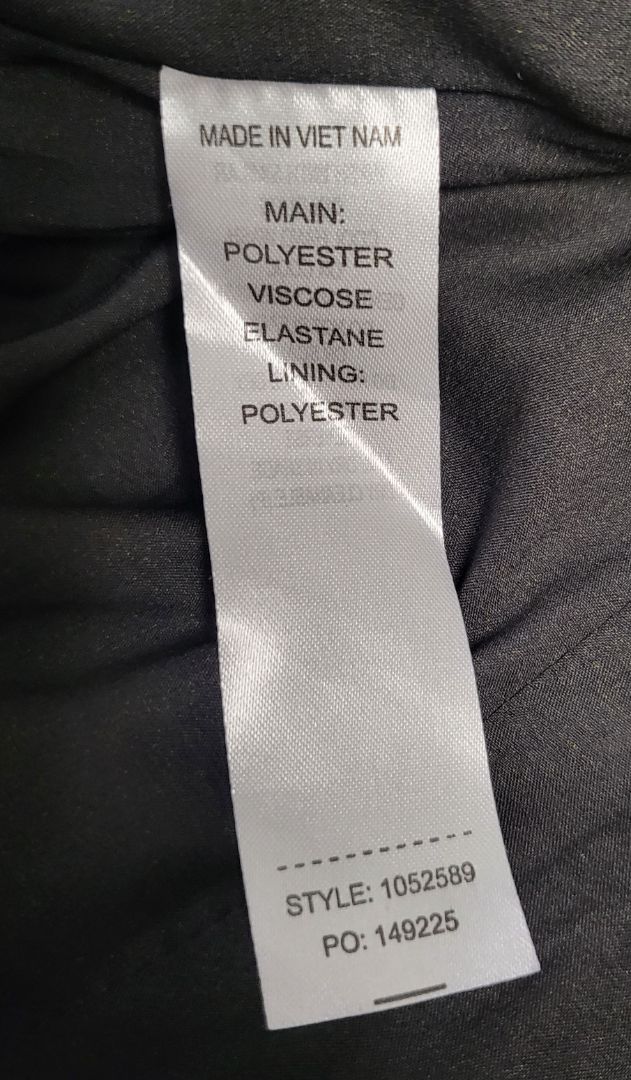 MADE IN VIET NAM
MAIN:
POLYESTER
VISCOSE
ELASTANE
LINING:
POLYESTER
STYLE: 1052589
PO: 149225